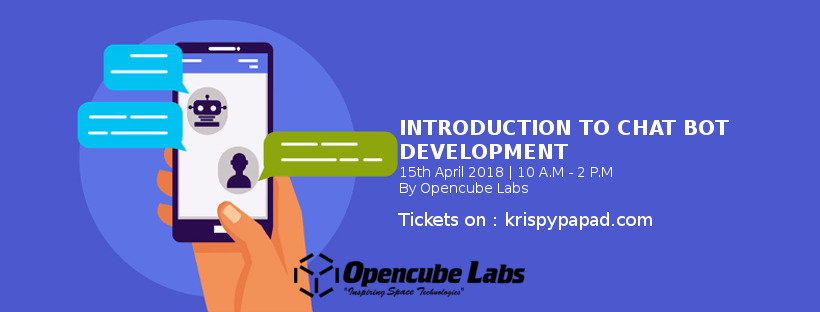 INTRODUCTION TO CHAT BOT
DEVELOPMENT
15th April 2018 | 10 A.M - 2 P.M
By Opencube Labs
Tickets on : krispypapad.com
Opencube Labs
"Inspiring Space Technologies"